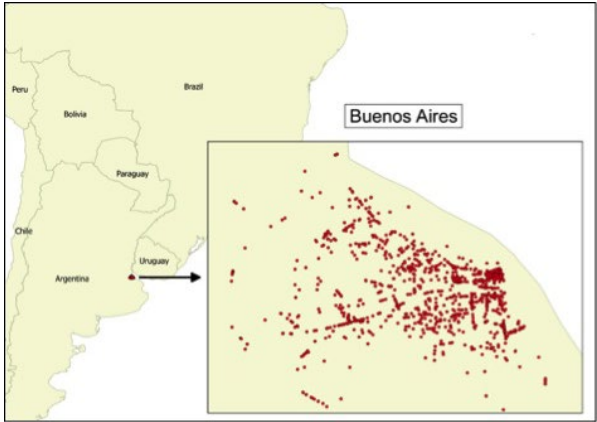 Peru
Brazil
Bolivia
Buenos Aires
Paraguay
Chile
Uruguay
Argentina